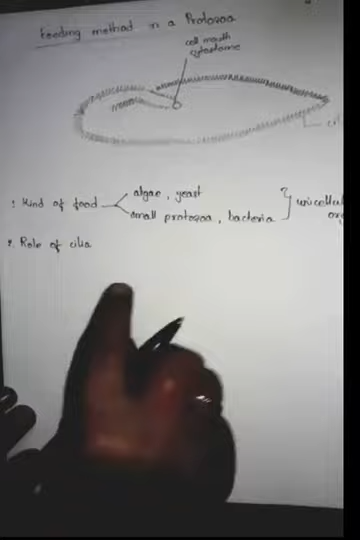 Feeding method in a Protozoa
cell mouth
cytostome
1. Kind of food algae, yeast
small protozoa, bacteria
2. Role of cilia